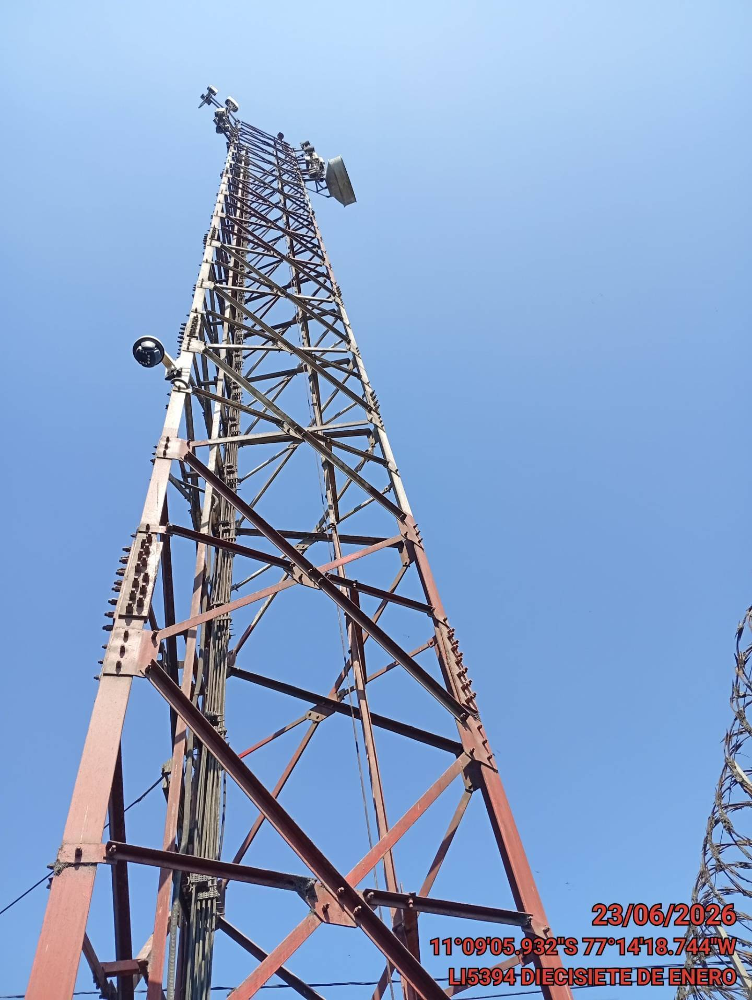 23/06/2026
11°09'05.932"S 77°14'18.744"W
LI5394 DIECISIETE DE ENERO